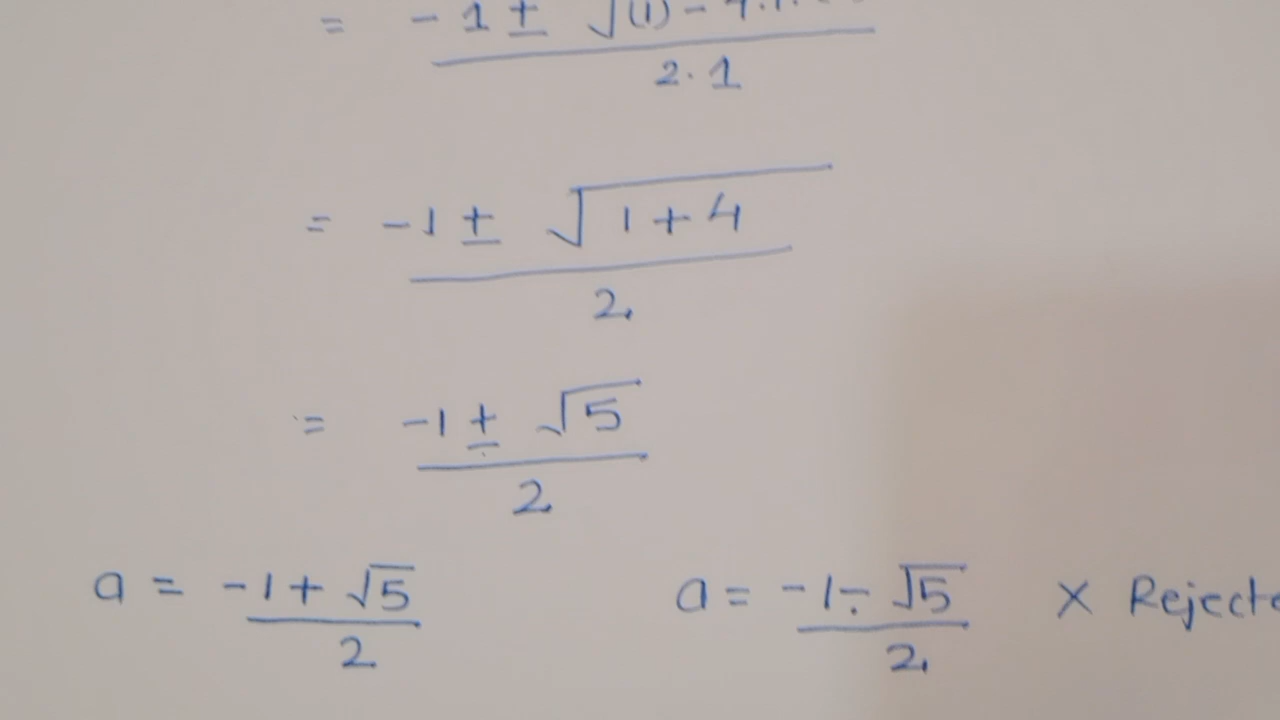 = -1 ± √(1) - 4.1.
2.1
= -1 ± √1+4
2
= -1 ± √5
2
a = -1 + √5 a = -1 - √5 × Rejecte
2 2